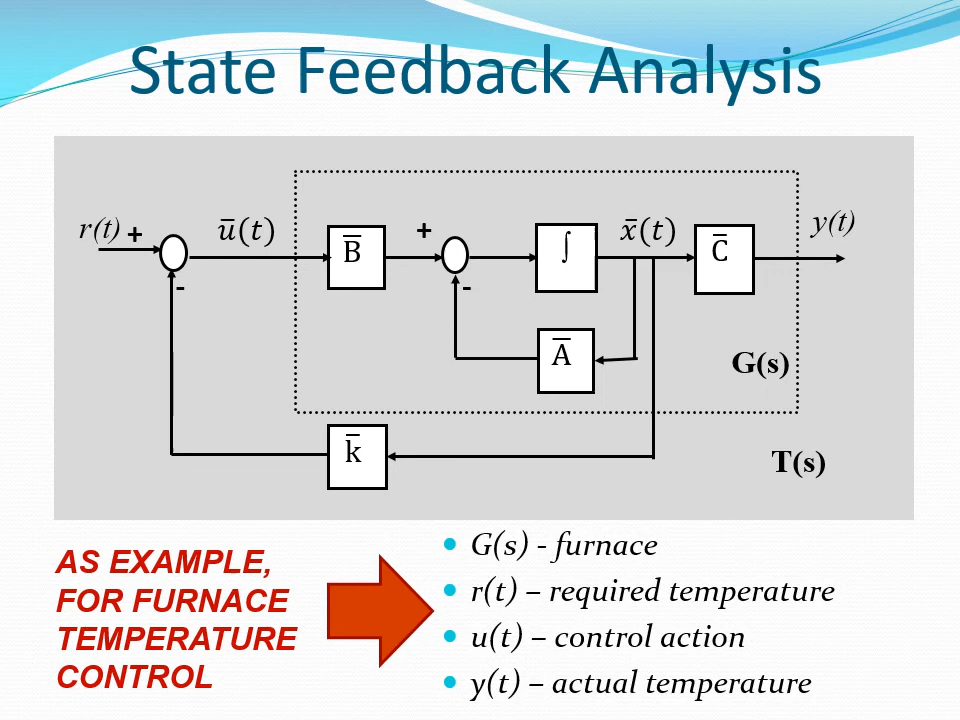 State Feedback Analysis
r(t) +
u̅(t)
B̅
+
∫
x̅(t)
C̅
y(t)
-
-
A̅
G(s)
k̅
T(s)
AS EXAMPLE,
FOR FURNACE
TEMPERATURE
CONTROL
• G(s) - furnace
• r(t) – required temperature
• u(t) – control action
• y(t) – actual temperature